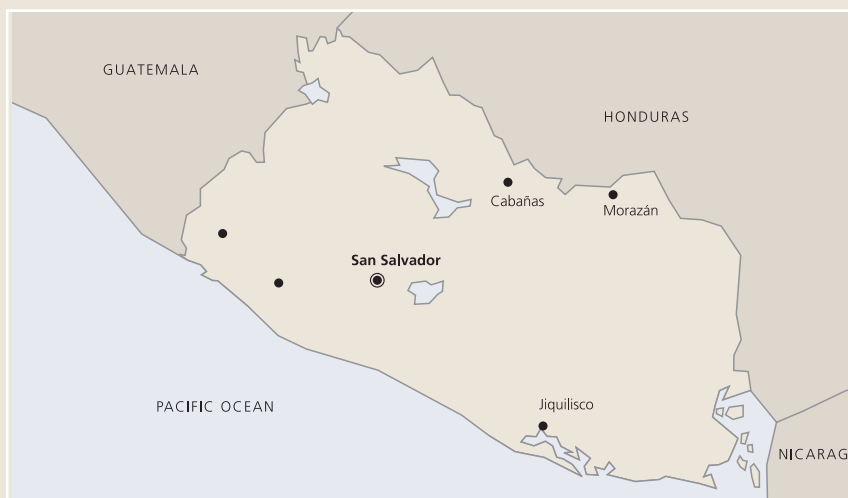 GUATEMALA
HONDURAS
Cabañas
Morazán
San Salvador
PACIFIC OCEAN
Jiquilisco
NICARAG